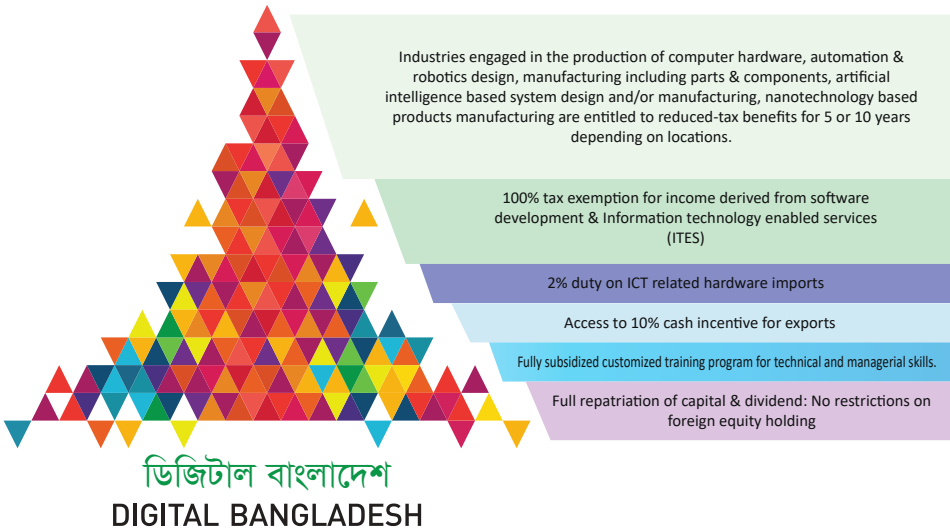 Industries engaged in the production of computer hardware, automation &
robotics design, manufacturing including parts & components, artificial
intelligence based system design and/or manufacturing, nanotechnology based
products manufacturing are entitled to reduced-tax benefits for 5 or 10 years
depending on locations.
100% tax exemption for income derived from software
development & Information technology enabled services
(ITES)
2% duty on ICT related hardware imports
Access to 10% cash incentive for exports
Fully subsidized customized training program for technical and managerial skills.
Full repatriation of capital & dividend: No restrictions on
foreign equity holding
ডিজিটাল বাংলাদেশ
DIGITAL BANGLADESH